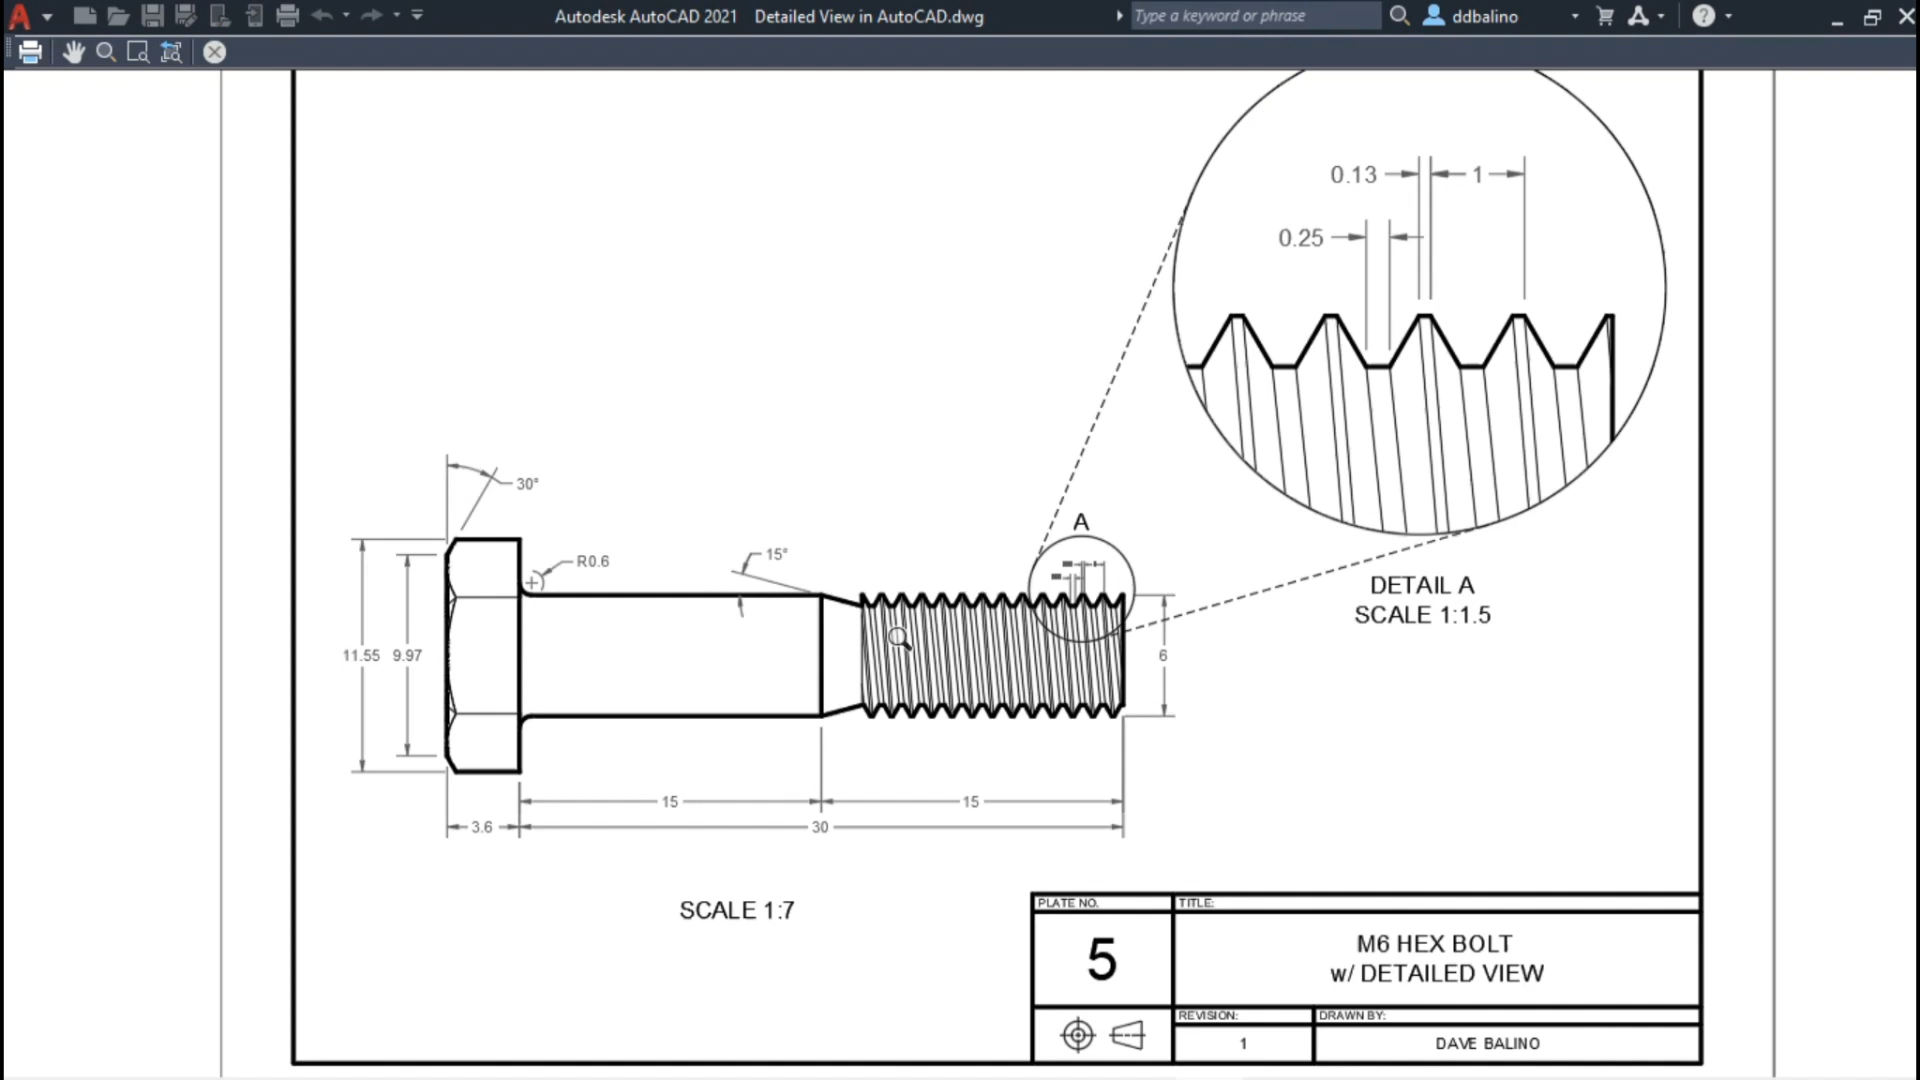 Autodesk AutoCAD 2021 Detailed View in AutoCAD.dwg
Type a keyword or phrase
ddbalino
0.13
1
0.25
30°
R0.6
15°
A
11.55
9.97
6
DETAIL A
SCALE 1:1.5
15
15
3.6
30
SCALE 1:7
PLATE NO.
TITLE:
5
M6 HEX BOLT
w/ DETAILED VIEW
REVISION:
DRAWN BY:
1
DAVE BALINO